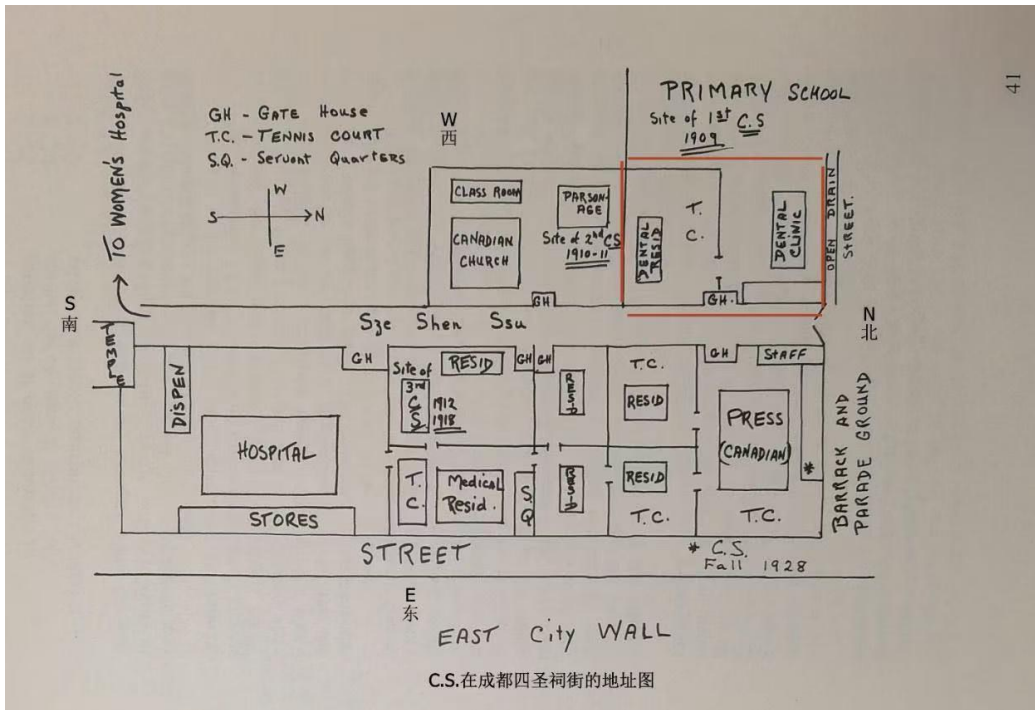 41
PRIMARY SCHOOL
Site of 1st C.S
1909
GH - GATE House
T.C. - TENNIS COURT
S.Q. - Servant Quarters
W
西
TO WOMEN'S Hospital
W
S
N
E
CLASS ROOM
PARSON-
AGE
CANADIAN
CHURCH
Site of 2nd CS
1910-11
GH
DENTAL
RESID
T.
C.
DENTAL
CLINIC
GH.
OPEN DRAIN
STREET.
S
南
N
北
Sze Shen Ssu
TEMPLE
DISPEN
GH
Site of
3rd
C
S
1912
1918
RESID
GH
GH
RESID
T.C.
RESID
GH
STAFF
PRESS
(CANADIAN)
*
HOSPITAL
T.
C.
Medical
Resid.
S.
Q
RESID
RESID
T.C.
T.C.
STORES
BARRACK AND
PARADE GROUND
STREET
* C.S.
Fall 1928
E
东
EAST City WALL
C.S.在成都四圣祠街的地址图